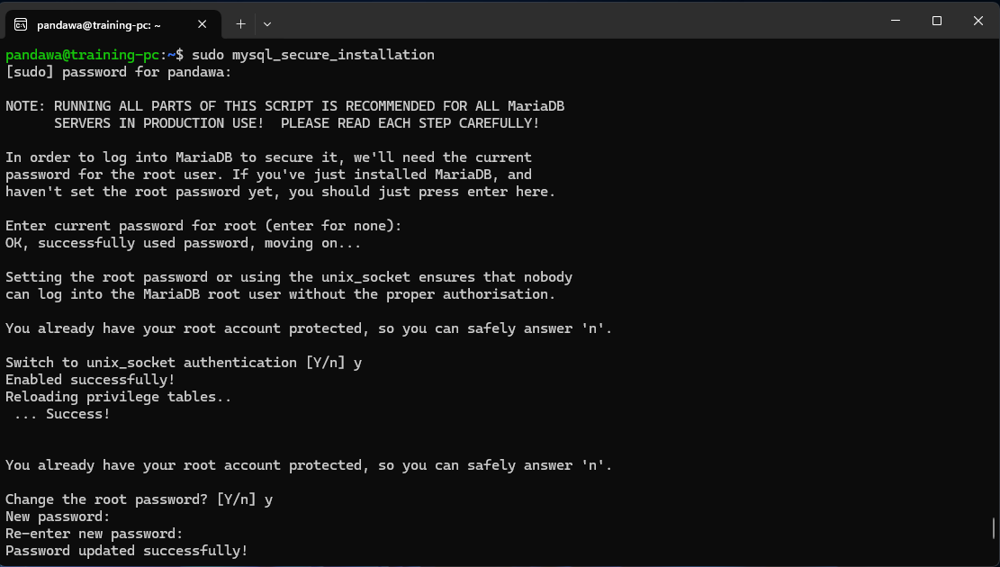 pandawa@training-pc: ~
pandawa@training-pc:~$ sudo mysql_secure_installation
[sudo] password for pandawa:

NOTE: RUNNING ALL PARTS OF THIS SCRIPT IS RECOMMENDED FOR ALL MariaDB
      SERVERS IN PRODUCTION USE!  PLEASE READ EACH STEP CAREFULLY!

In order to log into MariaDB to secure it, we'll need the current
password for the root user. If you've just installed MariaDB, and
haven't set the root password yet, you should just press enter here.

Enter current password for root (enter for none):
OK, successfully used password, moving on...

Setting the root password or using the unix_socket ensures that nobody
can log into the MariaDB root user without the proper authorisation.

You already have your root account protected, so you can safely answer 'n'.

Switch to unix_socket authentication [Y/n] y
Enabled successfully!
Reloading privilege tables..
 ... Success!


You already have your root account protected, so you can safely answer 'n'.

Change the root password? [Y/n] y
New password:
Re-enter new password:
Password updated successfully!